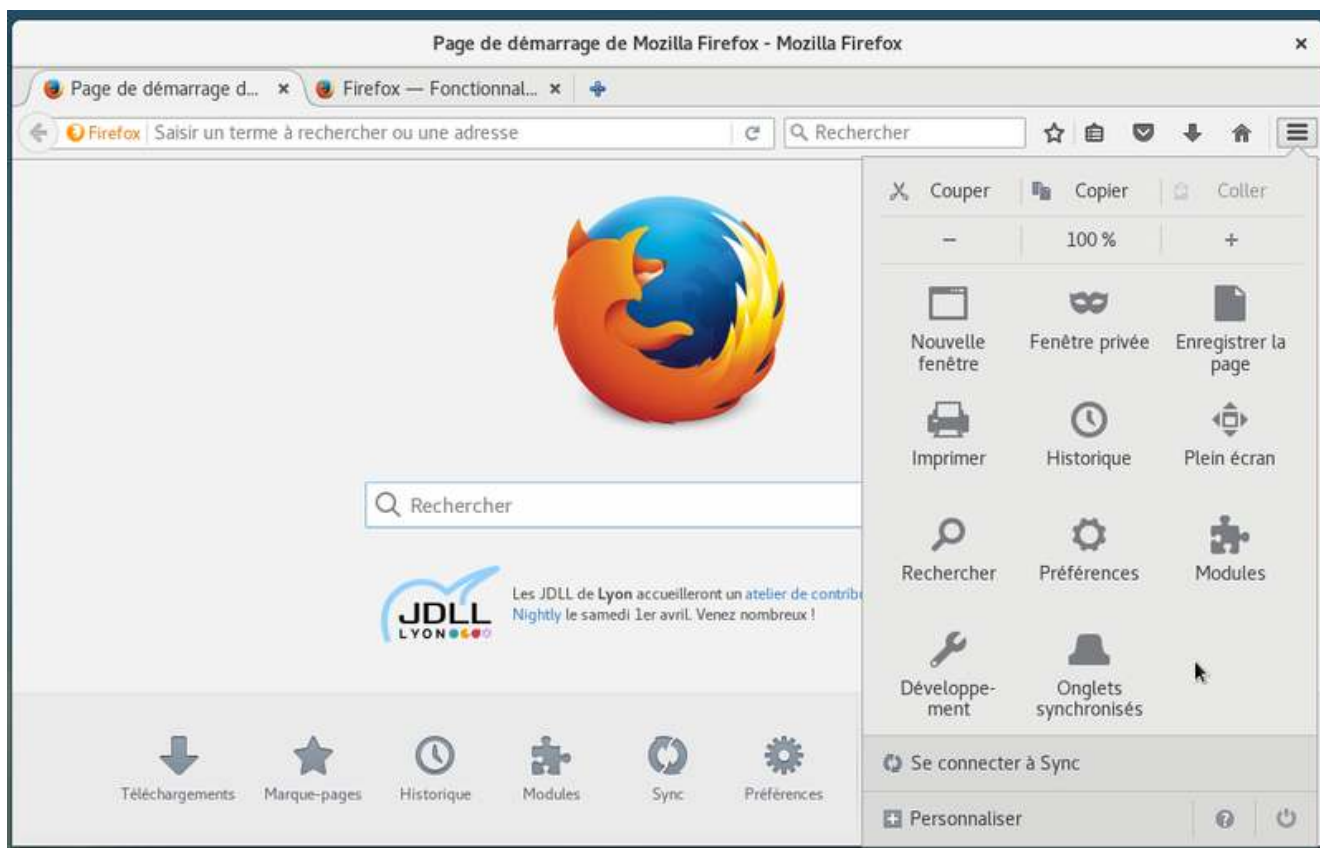 Page de démarrage de Mozilla Firefox - Mozilla Firefox
Page de démarrage d... Firefox — Fonctionnal...
Firefox Saisir un terme à rechercher ou une adresse Rechercher
Couper Copier Coller
− 100 % +
Nouvelle fenêtre
Fenêtre privée
Enregistrer la page
Imprimer Historique Plein écran
Rechercher
Rechercher Préférences Modules
JDLL
LYON
Les JDLL de Lyon accueilleront un atelier de contrib
Nightly le samedi 1er avril. Venez nombreux !
Développe-
ment
Onglets
synchronisés
Téléchargements Marque-pages Historique Modules Sync Préférences
Se connecter à Sync
Personnaliser